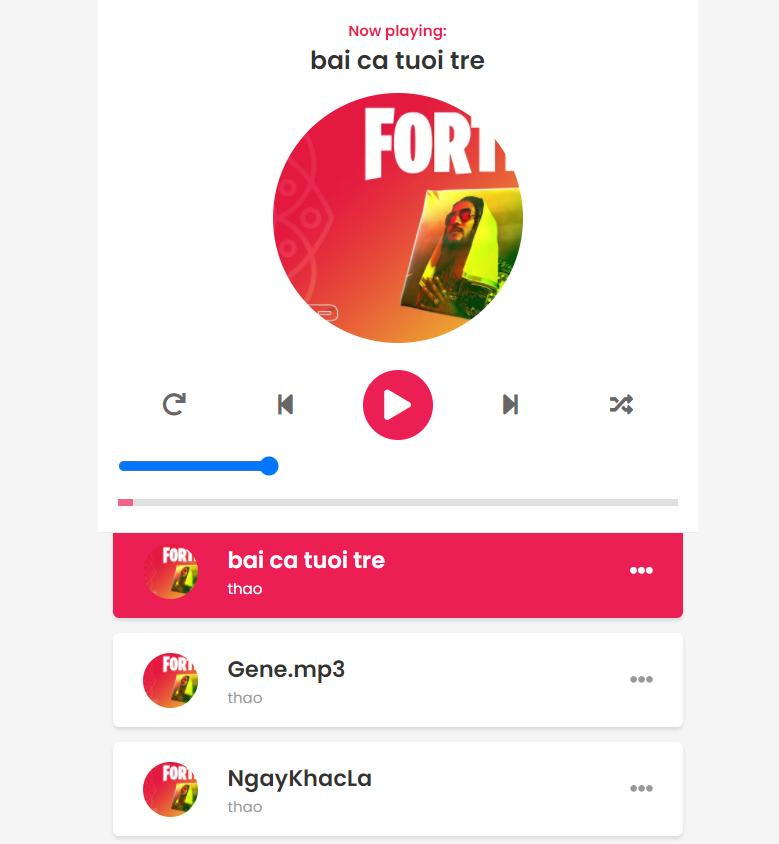 Now playing:
bai ca tuoi tre
FORT
bai ca tuoi tre
thao
Gene.mp3
thao
NgayKhacLa
thao